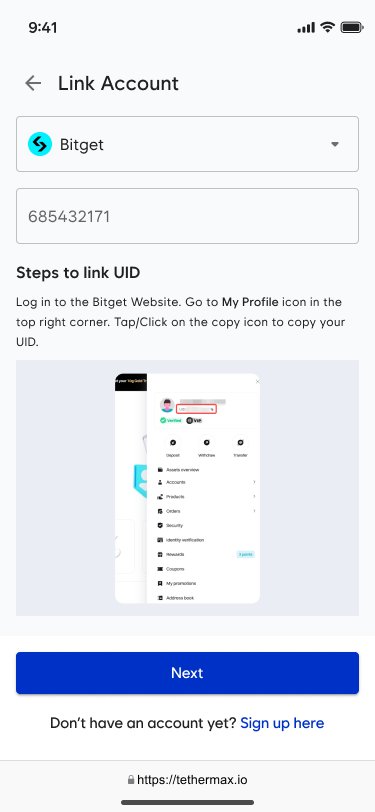 9:41
Link Account
Bitget
685432171
Steps to link UID
Log in to the Bitget Website. Go to My Profile icon in the
top right corner. Tap/Click on the copy icon to copy your
UID.
Verified VIP
Deposit Withdraw Transfer
Assets overview
Accounts
Products
Orders
Security
Identity verification
Rewards
Coupons
My promotions
Address book
Next
Don't have an account yet? Sign up here
https://tethermax.io